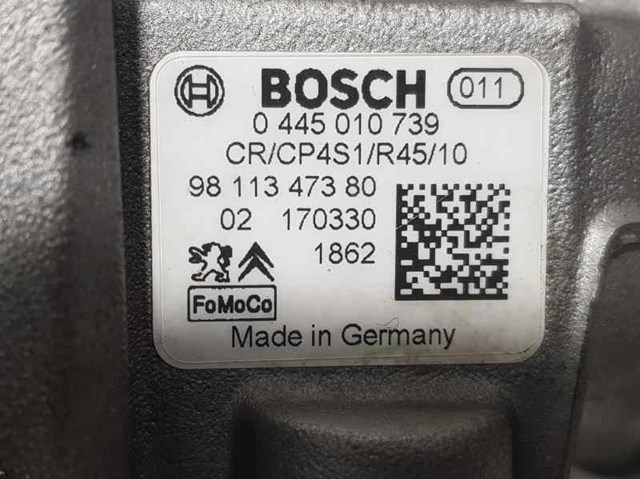 BOSCH 011
0 445 010 739
CR/CP4S1/R45/10
98 113 473 80
02 170330
1862
FoMoCo
Made in Germany